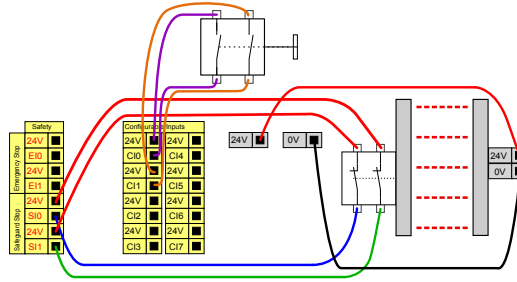 Safety
Emergency Stop
24V
EI0
24V
EI1
Safeguard Stop
24V
SI0
24V
SI1
Configurable Inputs
24V 24V
CI0 CI4
24V 24V
CI1 CI5
24V 24V
CI2 CI6
24V 24V
CI3 CI7
24V 0V
24V
0V